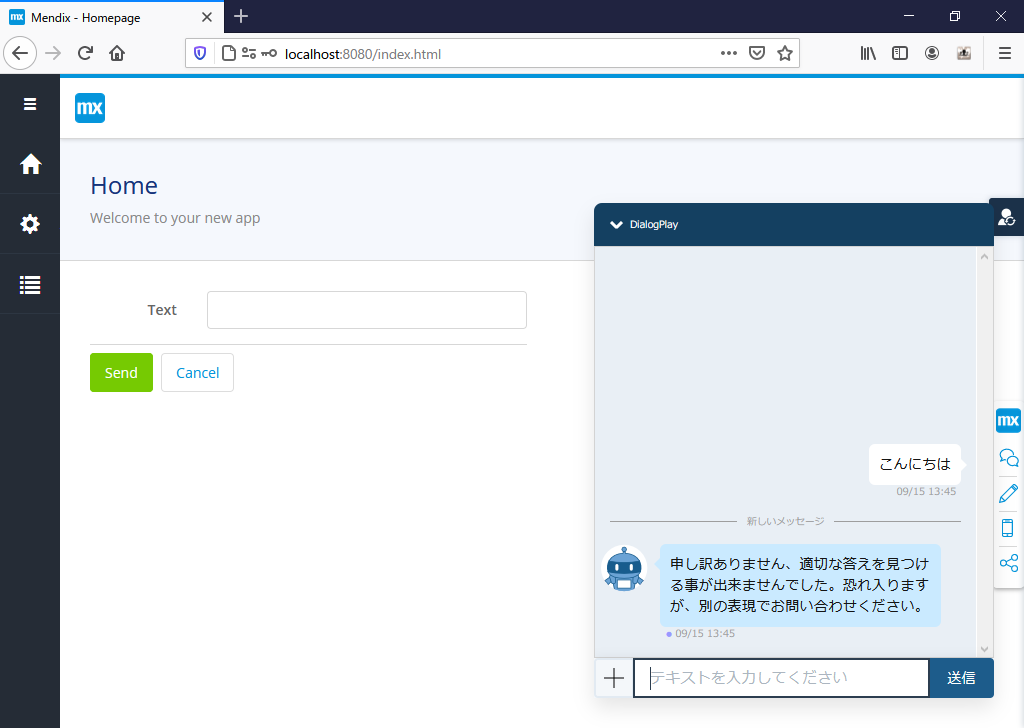 Mendix - Homepage
localhost:8080/index.html
mx
Home
Welcome to your new app
Text
Send
Cancel
DialogPlay
こんにちは
09/15 13:45
新しいメッセージ
申し訳ありません、適切な答えを見つけ
る事が出来ませんでした。恐れ入ります
が、別の表現でお問い合わせください。
09/15 13:45
テキストを入力してください
送信
mx